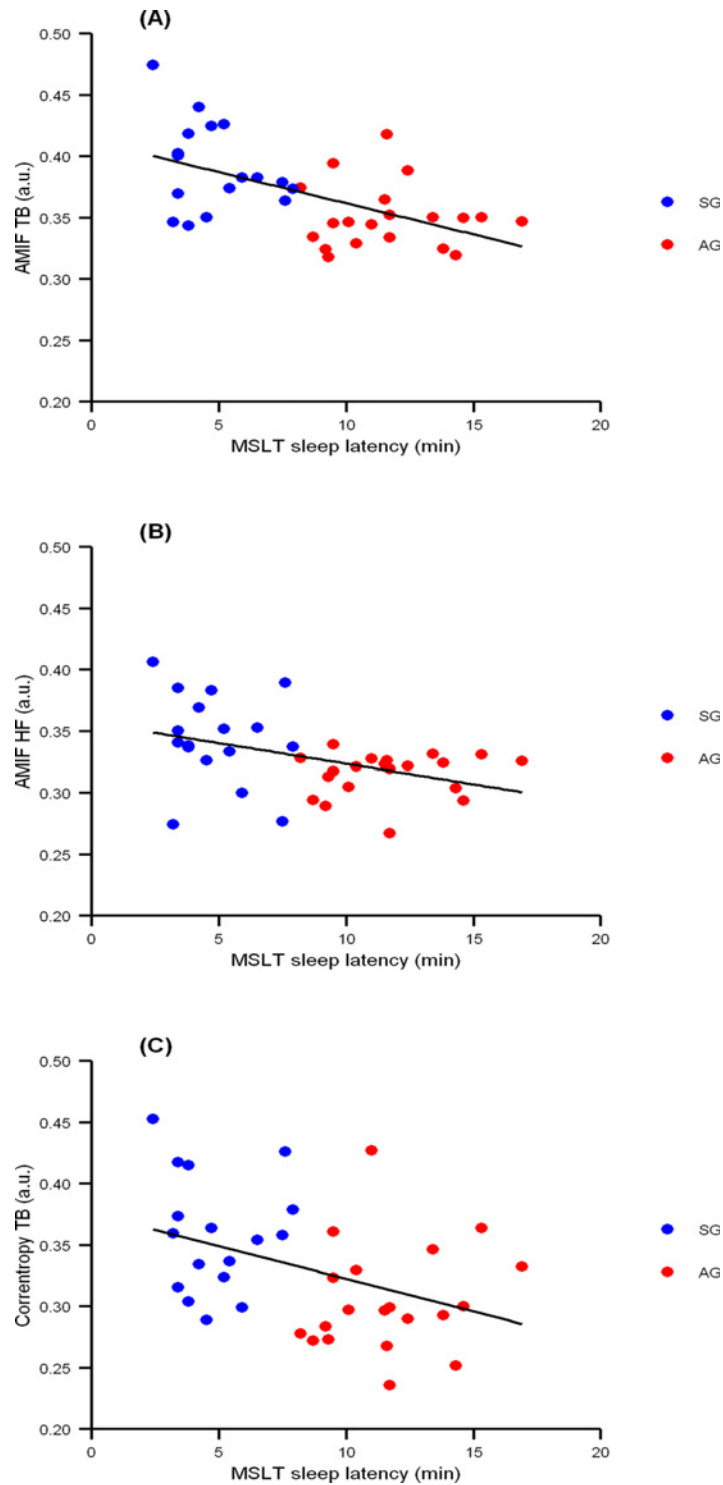 (A)
0.50
0.45
0.40
0.35
0.30
0.25
0.20
AMIF TB (a.u.)
0
5
10
15
20
MSLT sleep latency (min)
SG
AG
(B)
0.50
0.45
0.40
0.35
0.30
0.25
0.20
AMIF HF (a.u.)
0
5
10
15
20
MSLT sleep latency (min)
SG
AG
(C)
0.50
0.45
0.40
0.35
0.30
0.25
0.20
Correntropy TB (a.u.)
0
5
10
15
20
MSLT sleep latency (min)
SG
AG